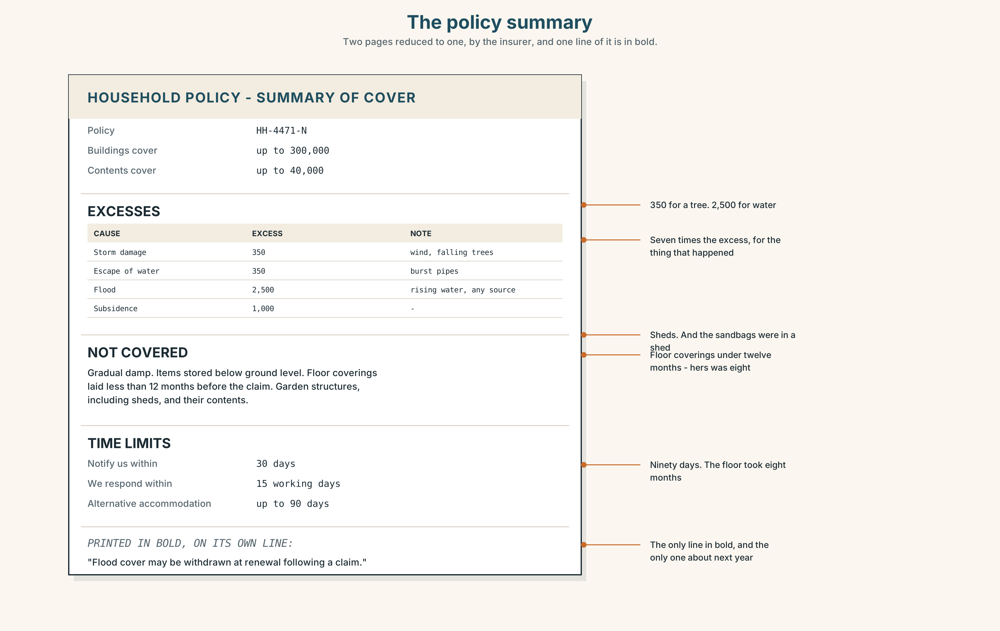 The policy summary
Two pages reduced to one, by the insurer, and one line of it is in bold.
HOUSEHOLD POLICY - SUMMARY OF COVER
Policy HH-4471-N
Buildings cover up to 300,000
Contents cover up to 40,000
EXCESSES
CAUSE EXCESS NOTE
Storm damage 350 wind, falling trees
Escape of water 350 burst pipes
Flood 2,500 rising water, any source
Subsidence 1,000 -
NOT COVERED
Gradual damp. Items stored below ground level. Floor coverings
laid less than 12 months before the claim. Garden structures,
including sheds, and their contents.
TIME LIMITS
Notify us within 30 days
We respond within 15 working days
Alternative accommodation up to 90 days
PRINTED IN BOLD, ON ITS OWN LINE:
"Flood cover may be withdrawn at renewal following a claim."
350 for a tree. 2,500 for water
Seven times the excess, for the
thing that happened
Sheds. And the sandbags were in a
shed
Floor coverings under twelve
months - hers was eight
Ninety days. The floor took eight
months
The only line in bold, and the
only one about next year